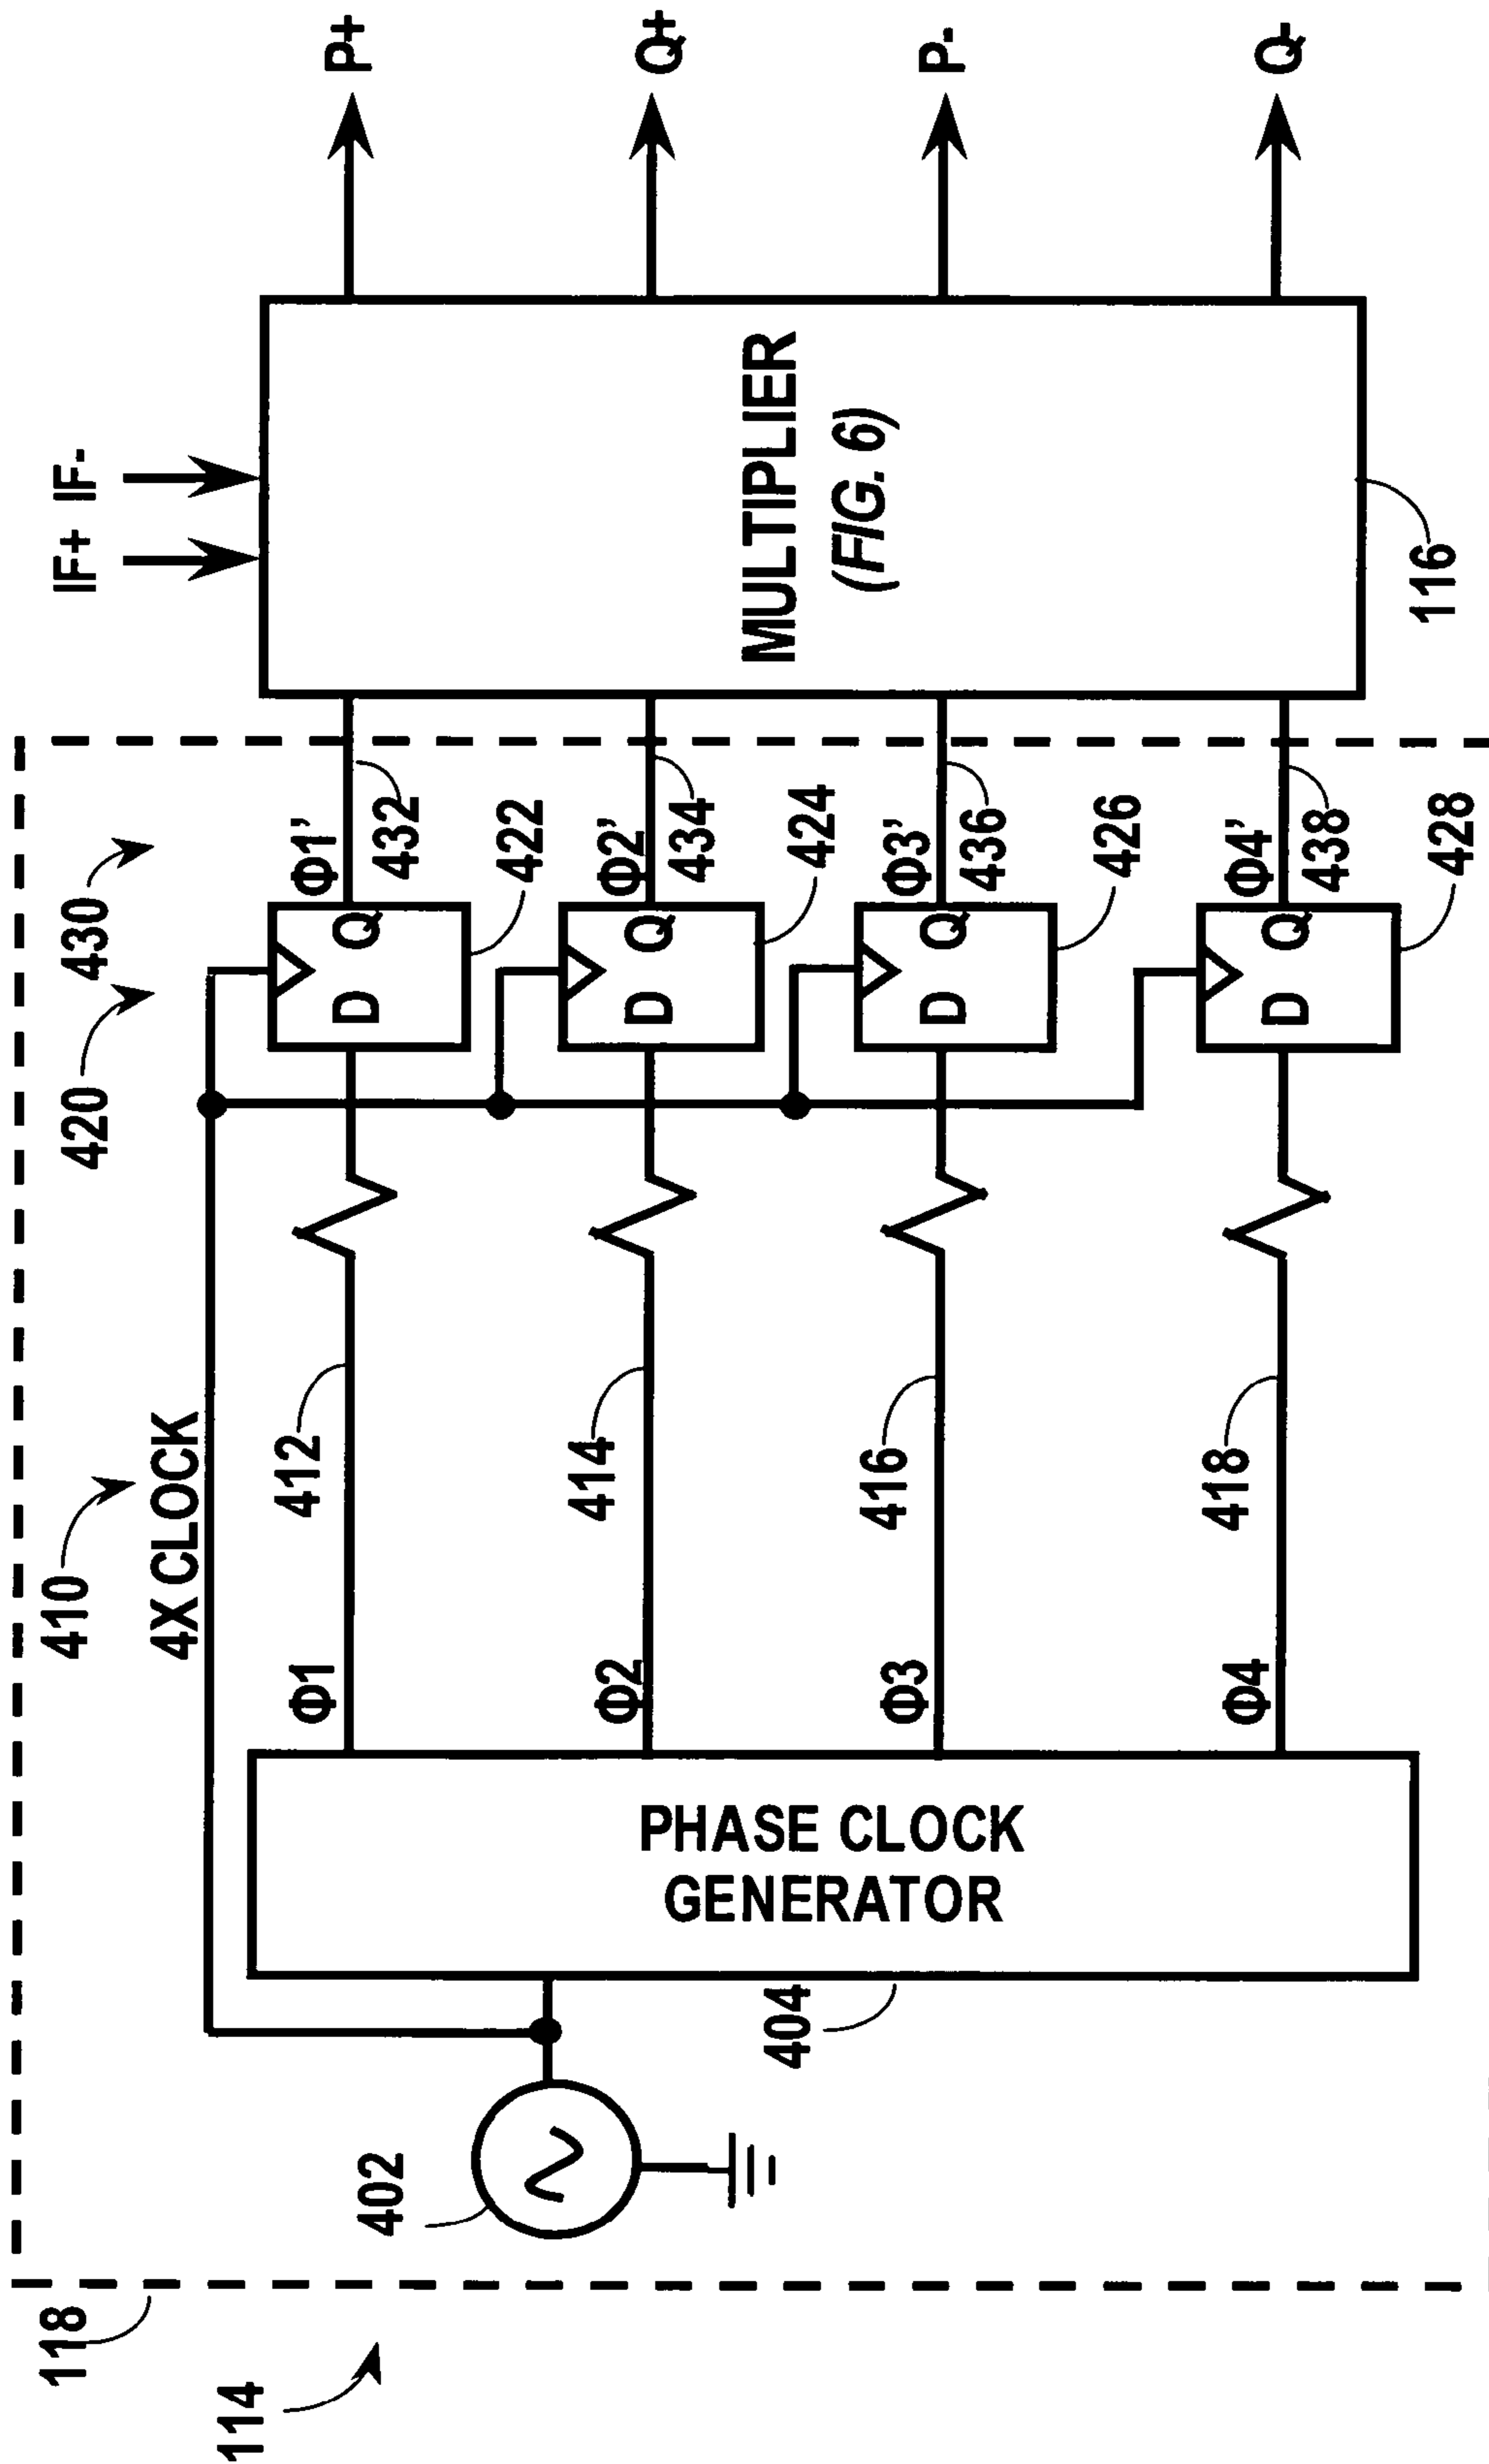 114
118
402
404
PHASE CLOCK
GENERATOR
410
4X CLOCK
Φ1
412
Φ2
414
Φ3
416
Φ4
418
420
430
D Q
Φ1'
432
422
D Q
Φ2'
434
424
D Q
Φ3'
436
426
D Q
Φ4'
438
428
IF+ IF-
MULTIPLIER
(FIG. 6)
116
P+
Q+
P-
Q-